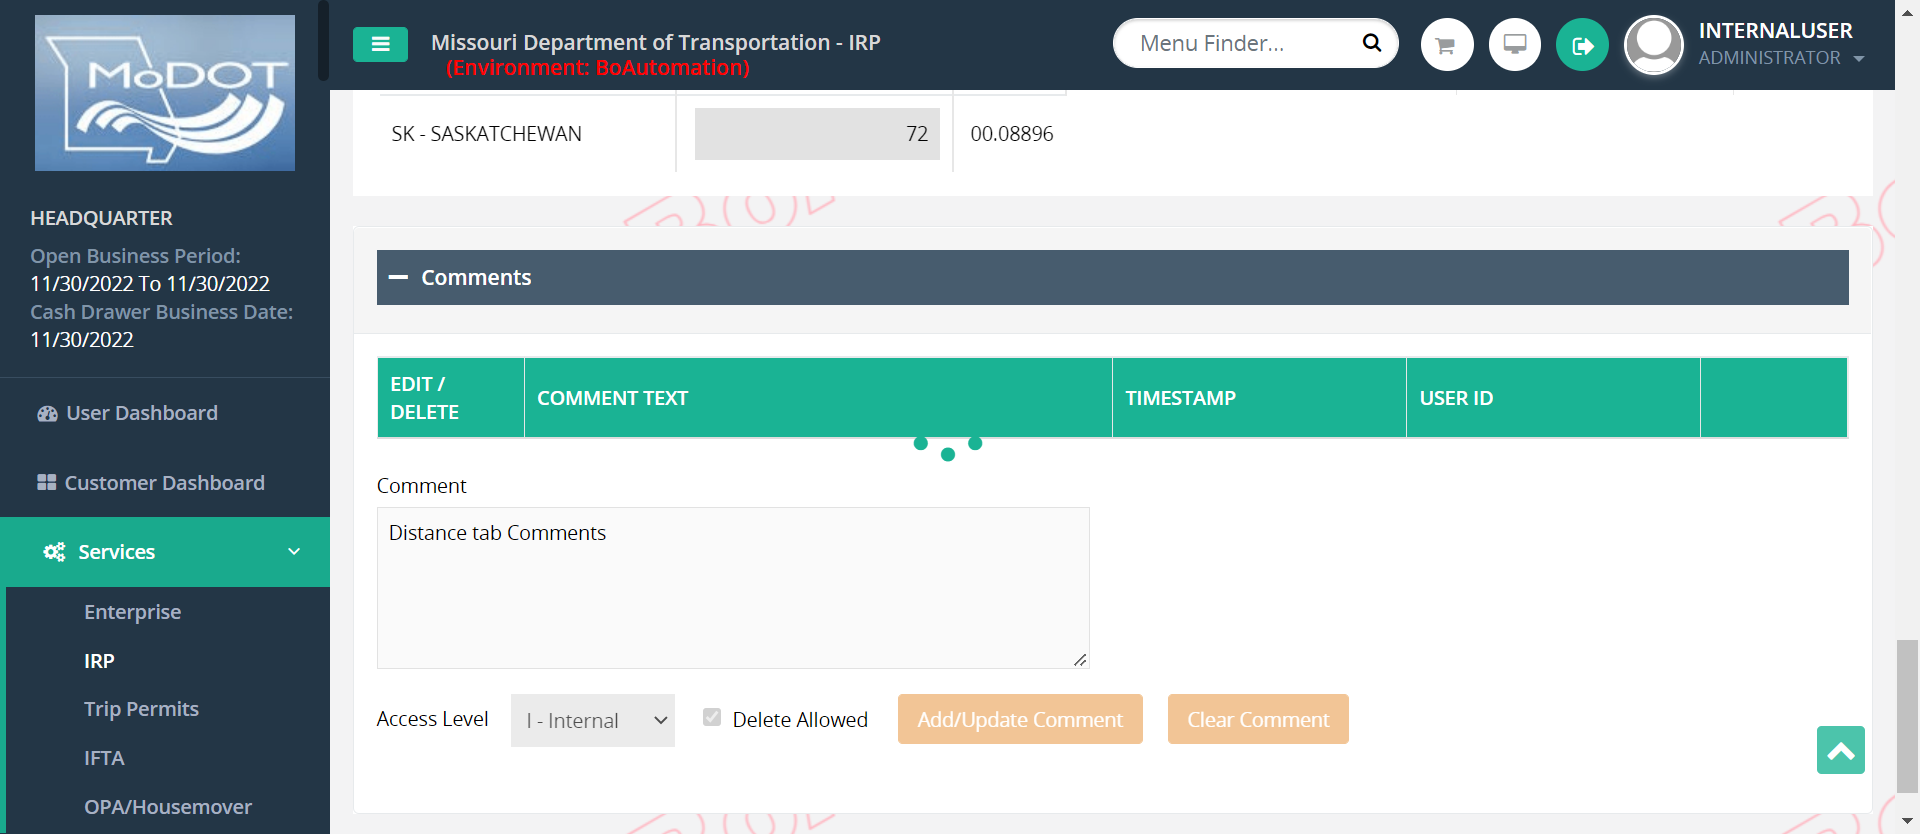 MoDOT
Missouri Department of Transportation - IRP
(Environment: BoAutomation)
Menu Finder...
INTERNALUSER
ADMINISTRATOR
HEADQUARTER
Open Business Period:
11/30/2022 To 11/30/2022
Cash Drawer Business Date:
11/30/2022
User Dashboard
Customer Dashboard
Services
Enterprise
IRP
Trip Permits
IFTA
OPA/Housemover
SK - SASKATCHEWAN 72 00.08896
Comments
EDIT / DELETE COMMENT TEXT TIMESTAMP USER ID
Comment
Distance tab Comments
Access Level I - Internal Delete Allowed Add/Update Comment Clear Comment